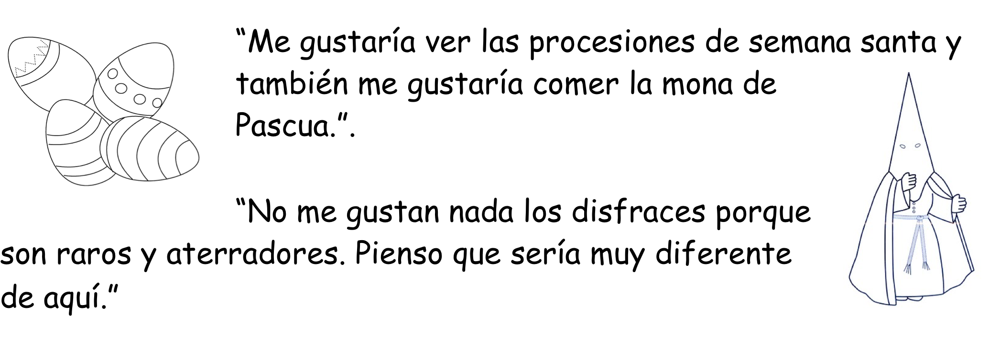 “Me gustaría ver las procesiones de semana santa y
también me gustaría comer la mona de
Pascua.”.
“No me gustan nada los disfraces porque
son raros y aterradores. Pienso que sería muy diferente
de aquí.”